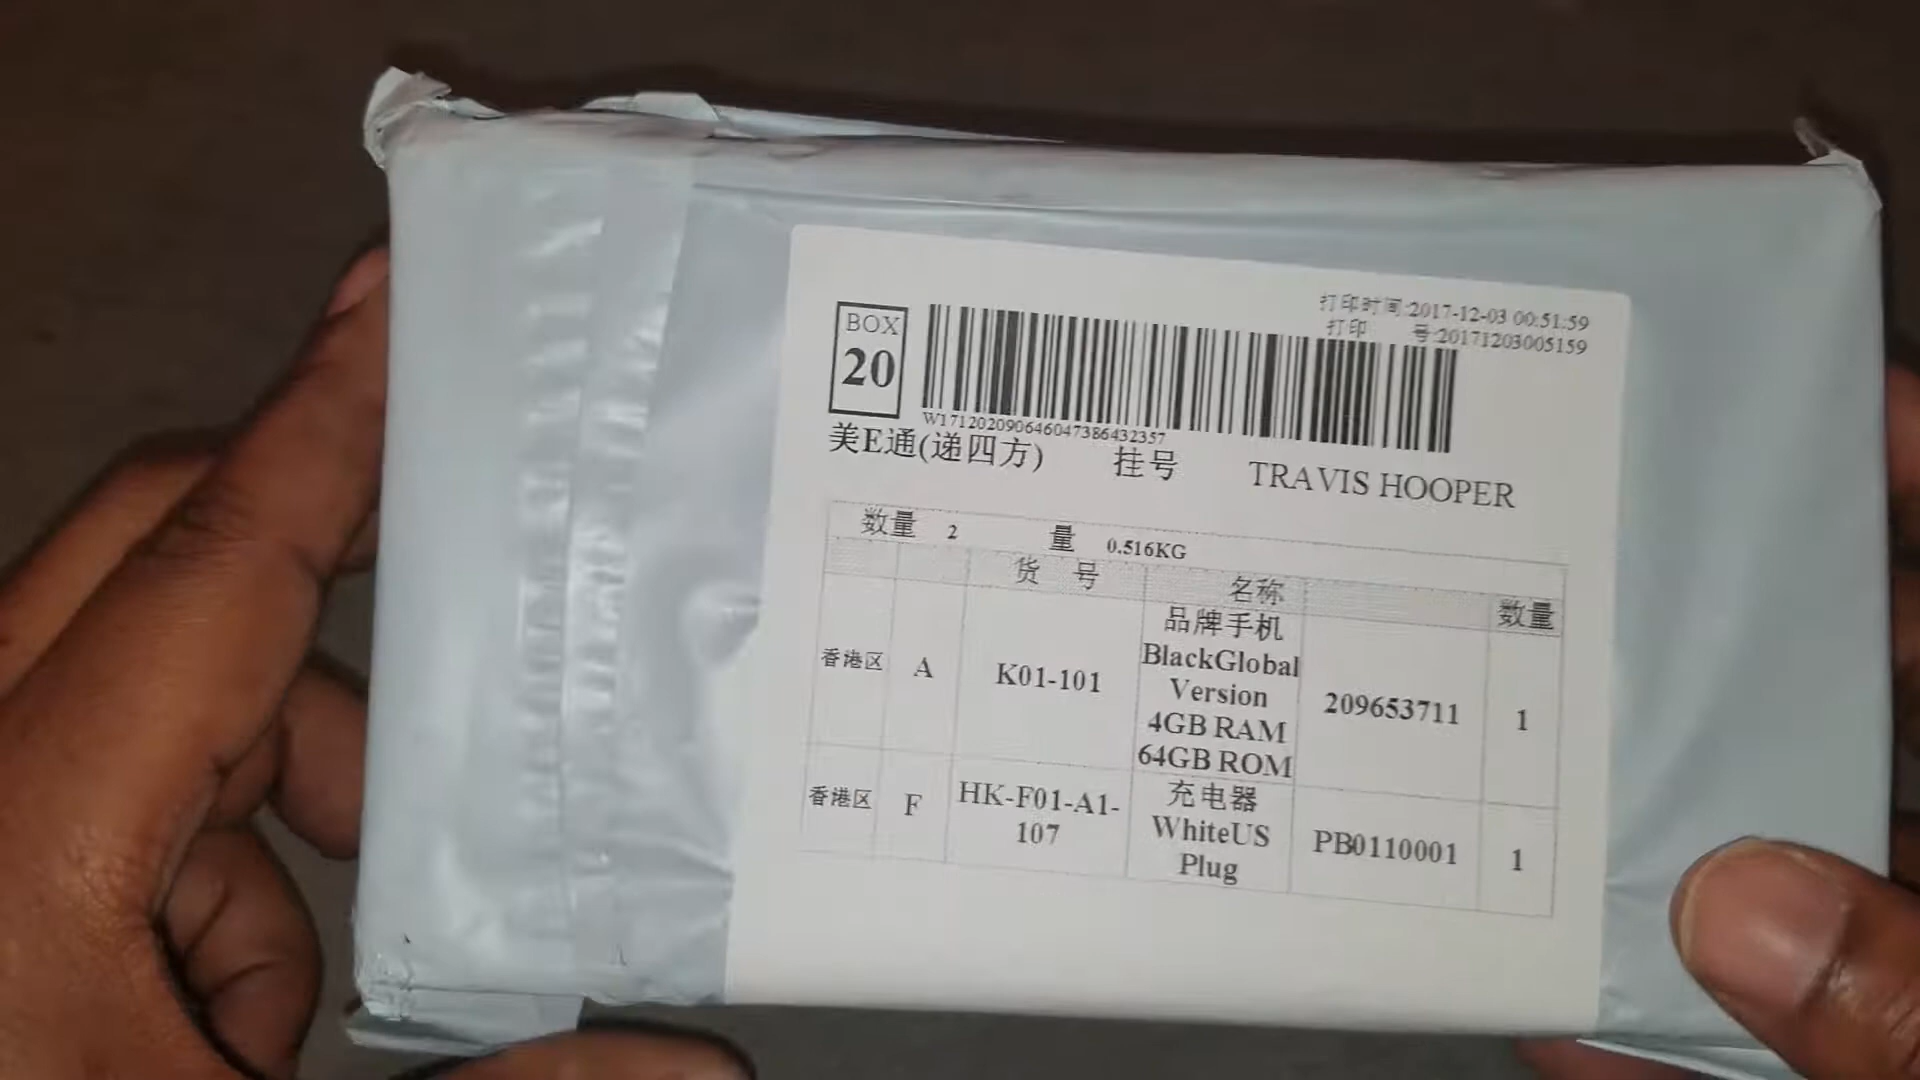 打印时间:2017-12-03 00:51:59
打印 号:20171203005159
BOX
20
W171202090646047386432357
美E通(递四方) 挂号 TRAVIS HOOPER
数量 2 量 0.516KG
货 号 名称 数量
香港区 A K01-101 品牌手机 BlackGlobal Version 4GB RAM 64GB ROM 209653711 1
香港区 F HK-F01-A1-107 充电器 WhiteUS Plug PB0110001 1